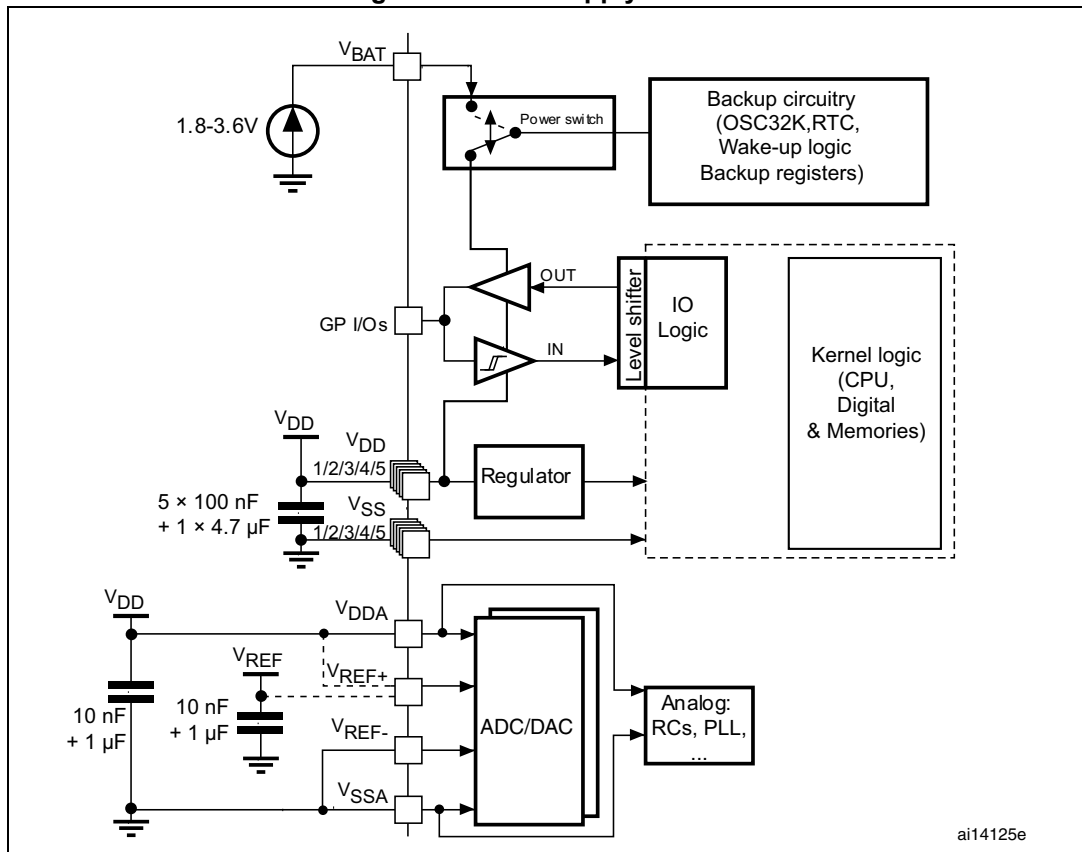 VBAT
1.8-3.6V
Power switch
Backup circuitry
(OSC32K,RTC,
Wake-up logic
Backup registers)
OUT
GP I/Os
IN
Level shifter
IO
Logic
Kernel logic
(CPU,
Digital
& Memories)
VDD
VDD
1/2/3/4/5
Regulator
5 × 100 nF
+ 1 × 4.7 µF
VSS
1/2/3/4/5
VDD
VDDA
VREF
VREF+
10 nF
+ 1 µF
10 nF
+ 1 µF
VREF-
ADC/DAC
Analog:
RCs, PLL,
...
VSSA
ai14125e